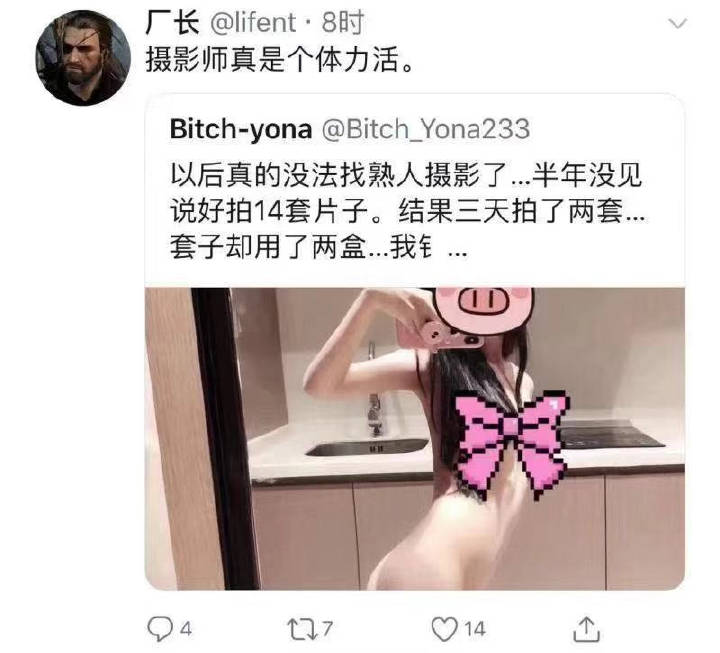 厂长 @lifent · 8时
摄影师真是个体力活。
Bitch-yona @Bitch_Yona233
以后真的没法找熟人摄影了...半年没见
说好拍14套片子。结果三天拍了两套...
套子却用了两盒...我钅...
4 7 14